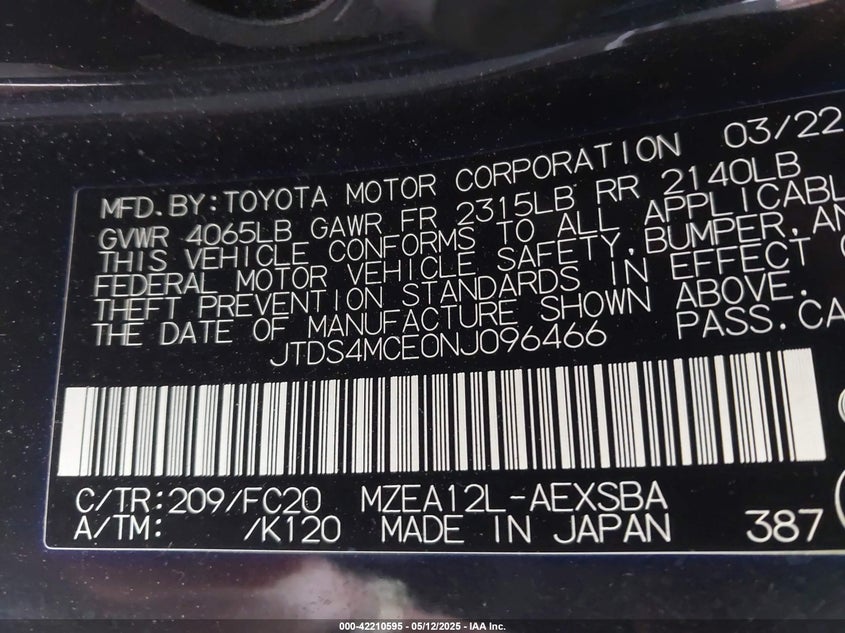 MFD.BY:TOYOTA MOTOR CORPORATION 03/22
GVWR 4065LB GAWR FR 2315LB RR 2140LB
THIS VEHICLE CONFORMS TO ALL APPLICABL
FEDERAL MOTOR VEHICLE SAFETY,BUMPER,AN
THEFT PREVENTION STANDARDS IN EFFECT
THE DATE OF MANUFACTURE SHOWN ABOVE.
JTDS4MCE0NJ096466 PASS.CA
C/TR:209/FC20 MZEA12L-AEXSBA
A/TM: /K120 MADE IN JAPAN 387
000-42210595 - 05/12/2025 - IAA Inc.